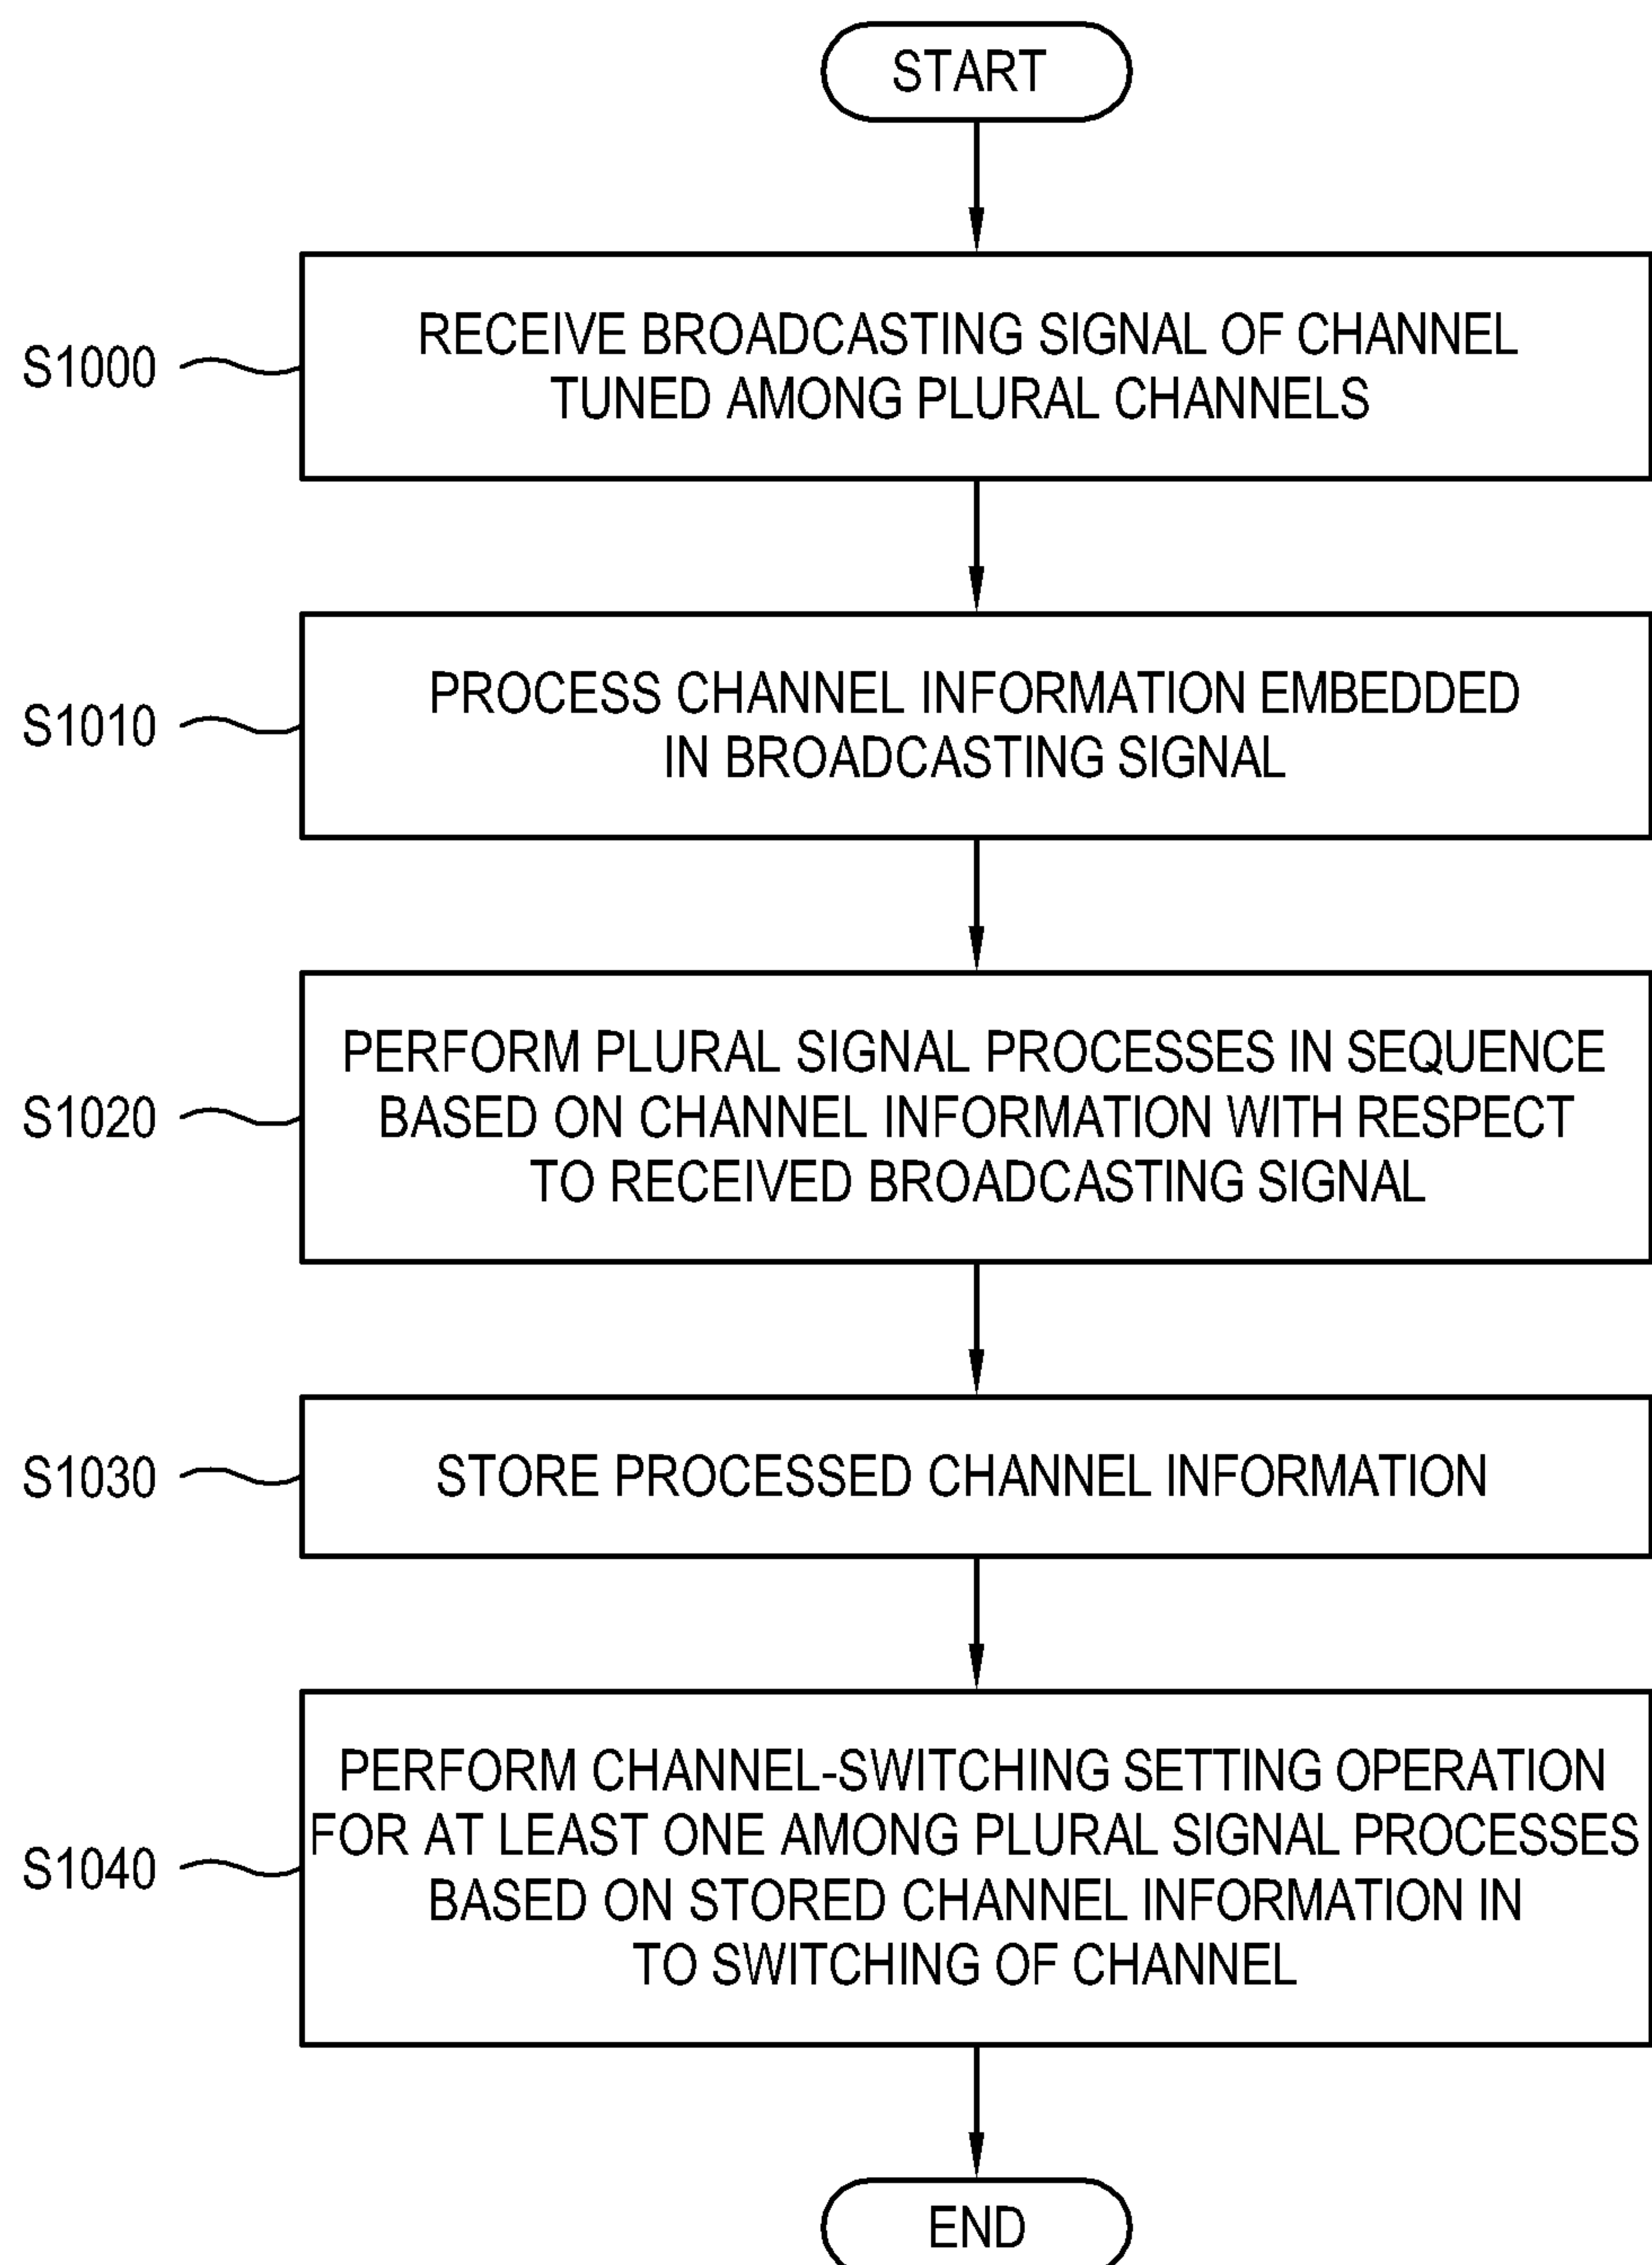 START
S1000
RECEIVE BROADCASTING SIGNAL OF CHANNEL
TUNED AMONG PLURAL CHANNELS
S1010
PROCESS CHANNEL INFORMATION EMBEDDED
IN BROADCASTING SIGNAL
S1020
PERFORM PLURAL SIGNAL PROCESSES IN SEQUENCE
BASED ON CHANNEL INFORMATION WITH RESPECT
TO RECEIVED BROADCASTING SIGNAL
S1030
STORE PROCESSED CHANNEL INFORMATION
S1040
PERFORM CHANNEL-SWITCHING SETTING OPERATION
FOR AT LEAST ONE AMONG PLURAL SIGNAL PROCESSES
BASED ON STORED CHANNEL INFORMATION IN
TO SWITCHING OF CHANNEL
END